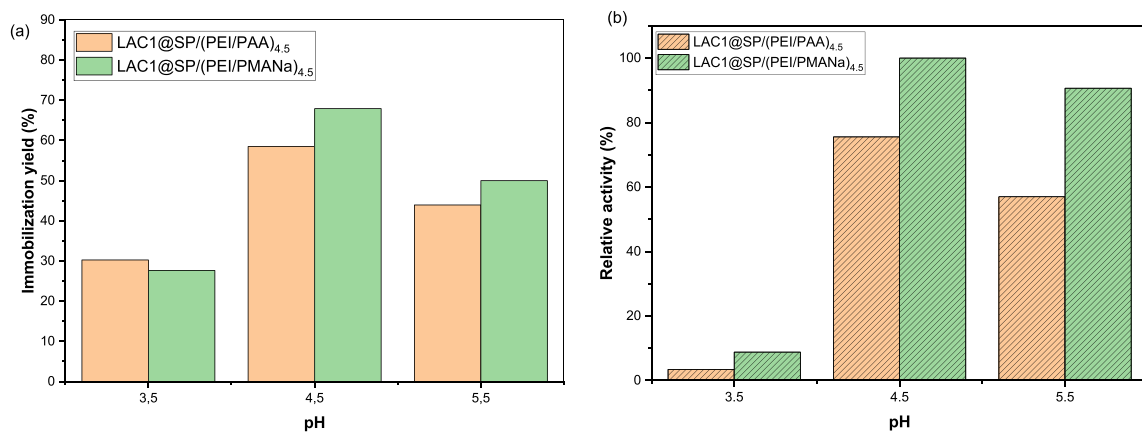 (a)
LAC1@SP/(PEI/PAA)4.5
LAC1@SP/(PEI/PMANa)4.5
Immobilization yield (%)
90
80
70
60
50
40
30
20
10
0
3,5
4,5
5,5
pH
(b)
LAC1@SP/(PEI/PAA)4.5
LAC1@SP/(PEI/PMANa)4.5
Relative activity (%)
100
80
60
40
20
0
3.5
4.5
5.5
pH